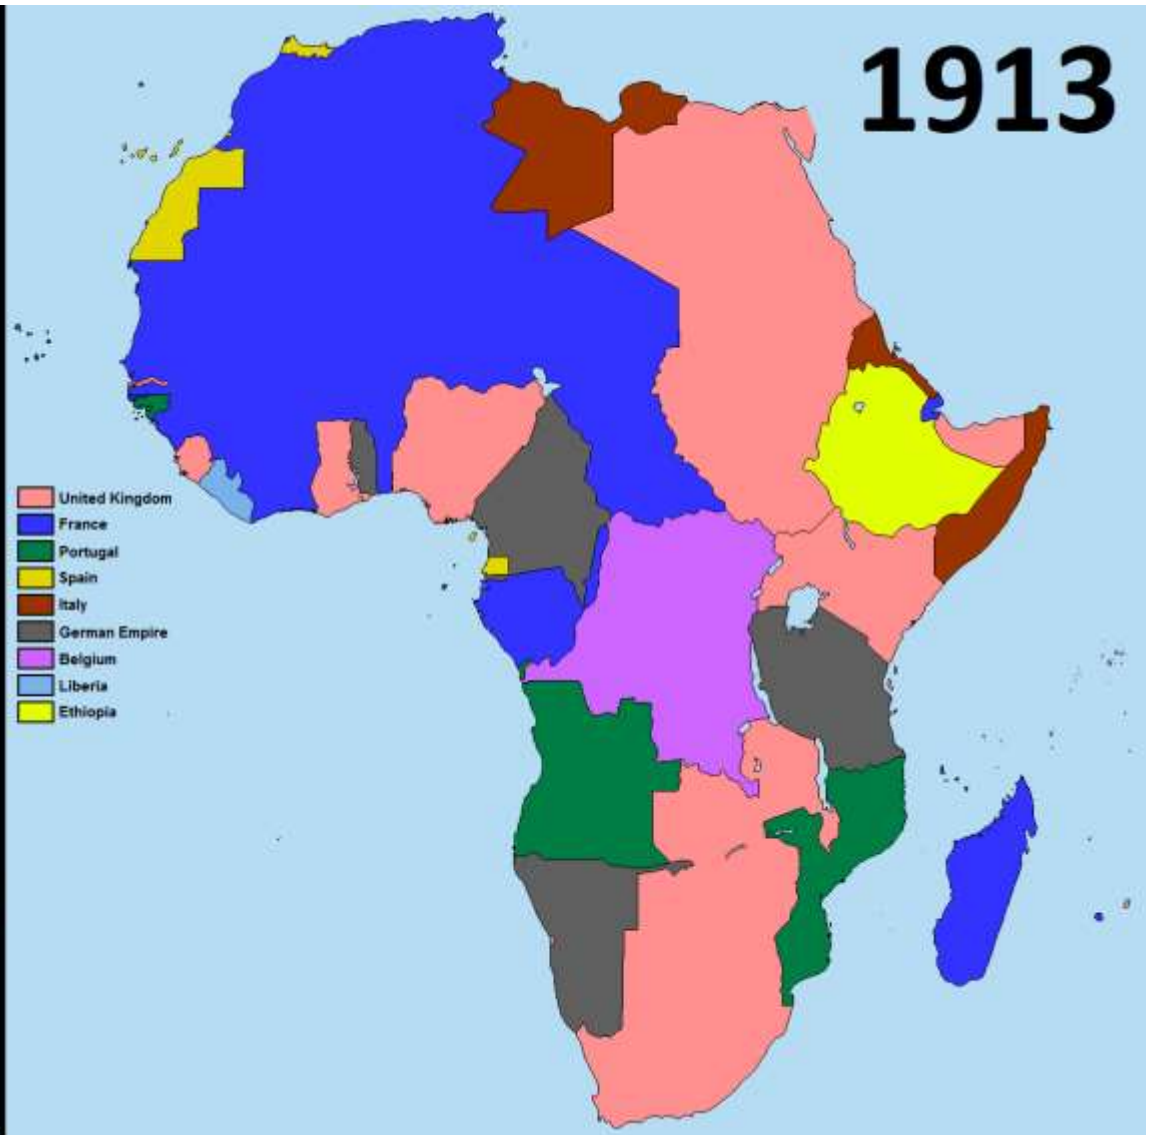 1913
United Kingdom
France
Portugal
Spain
Italy
German Empire
Belgium
Liberia
Ethiopia